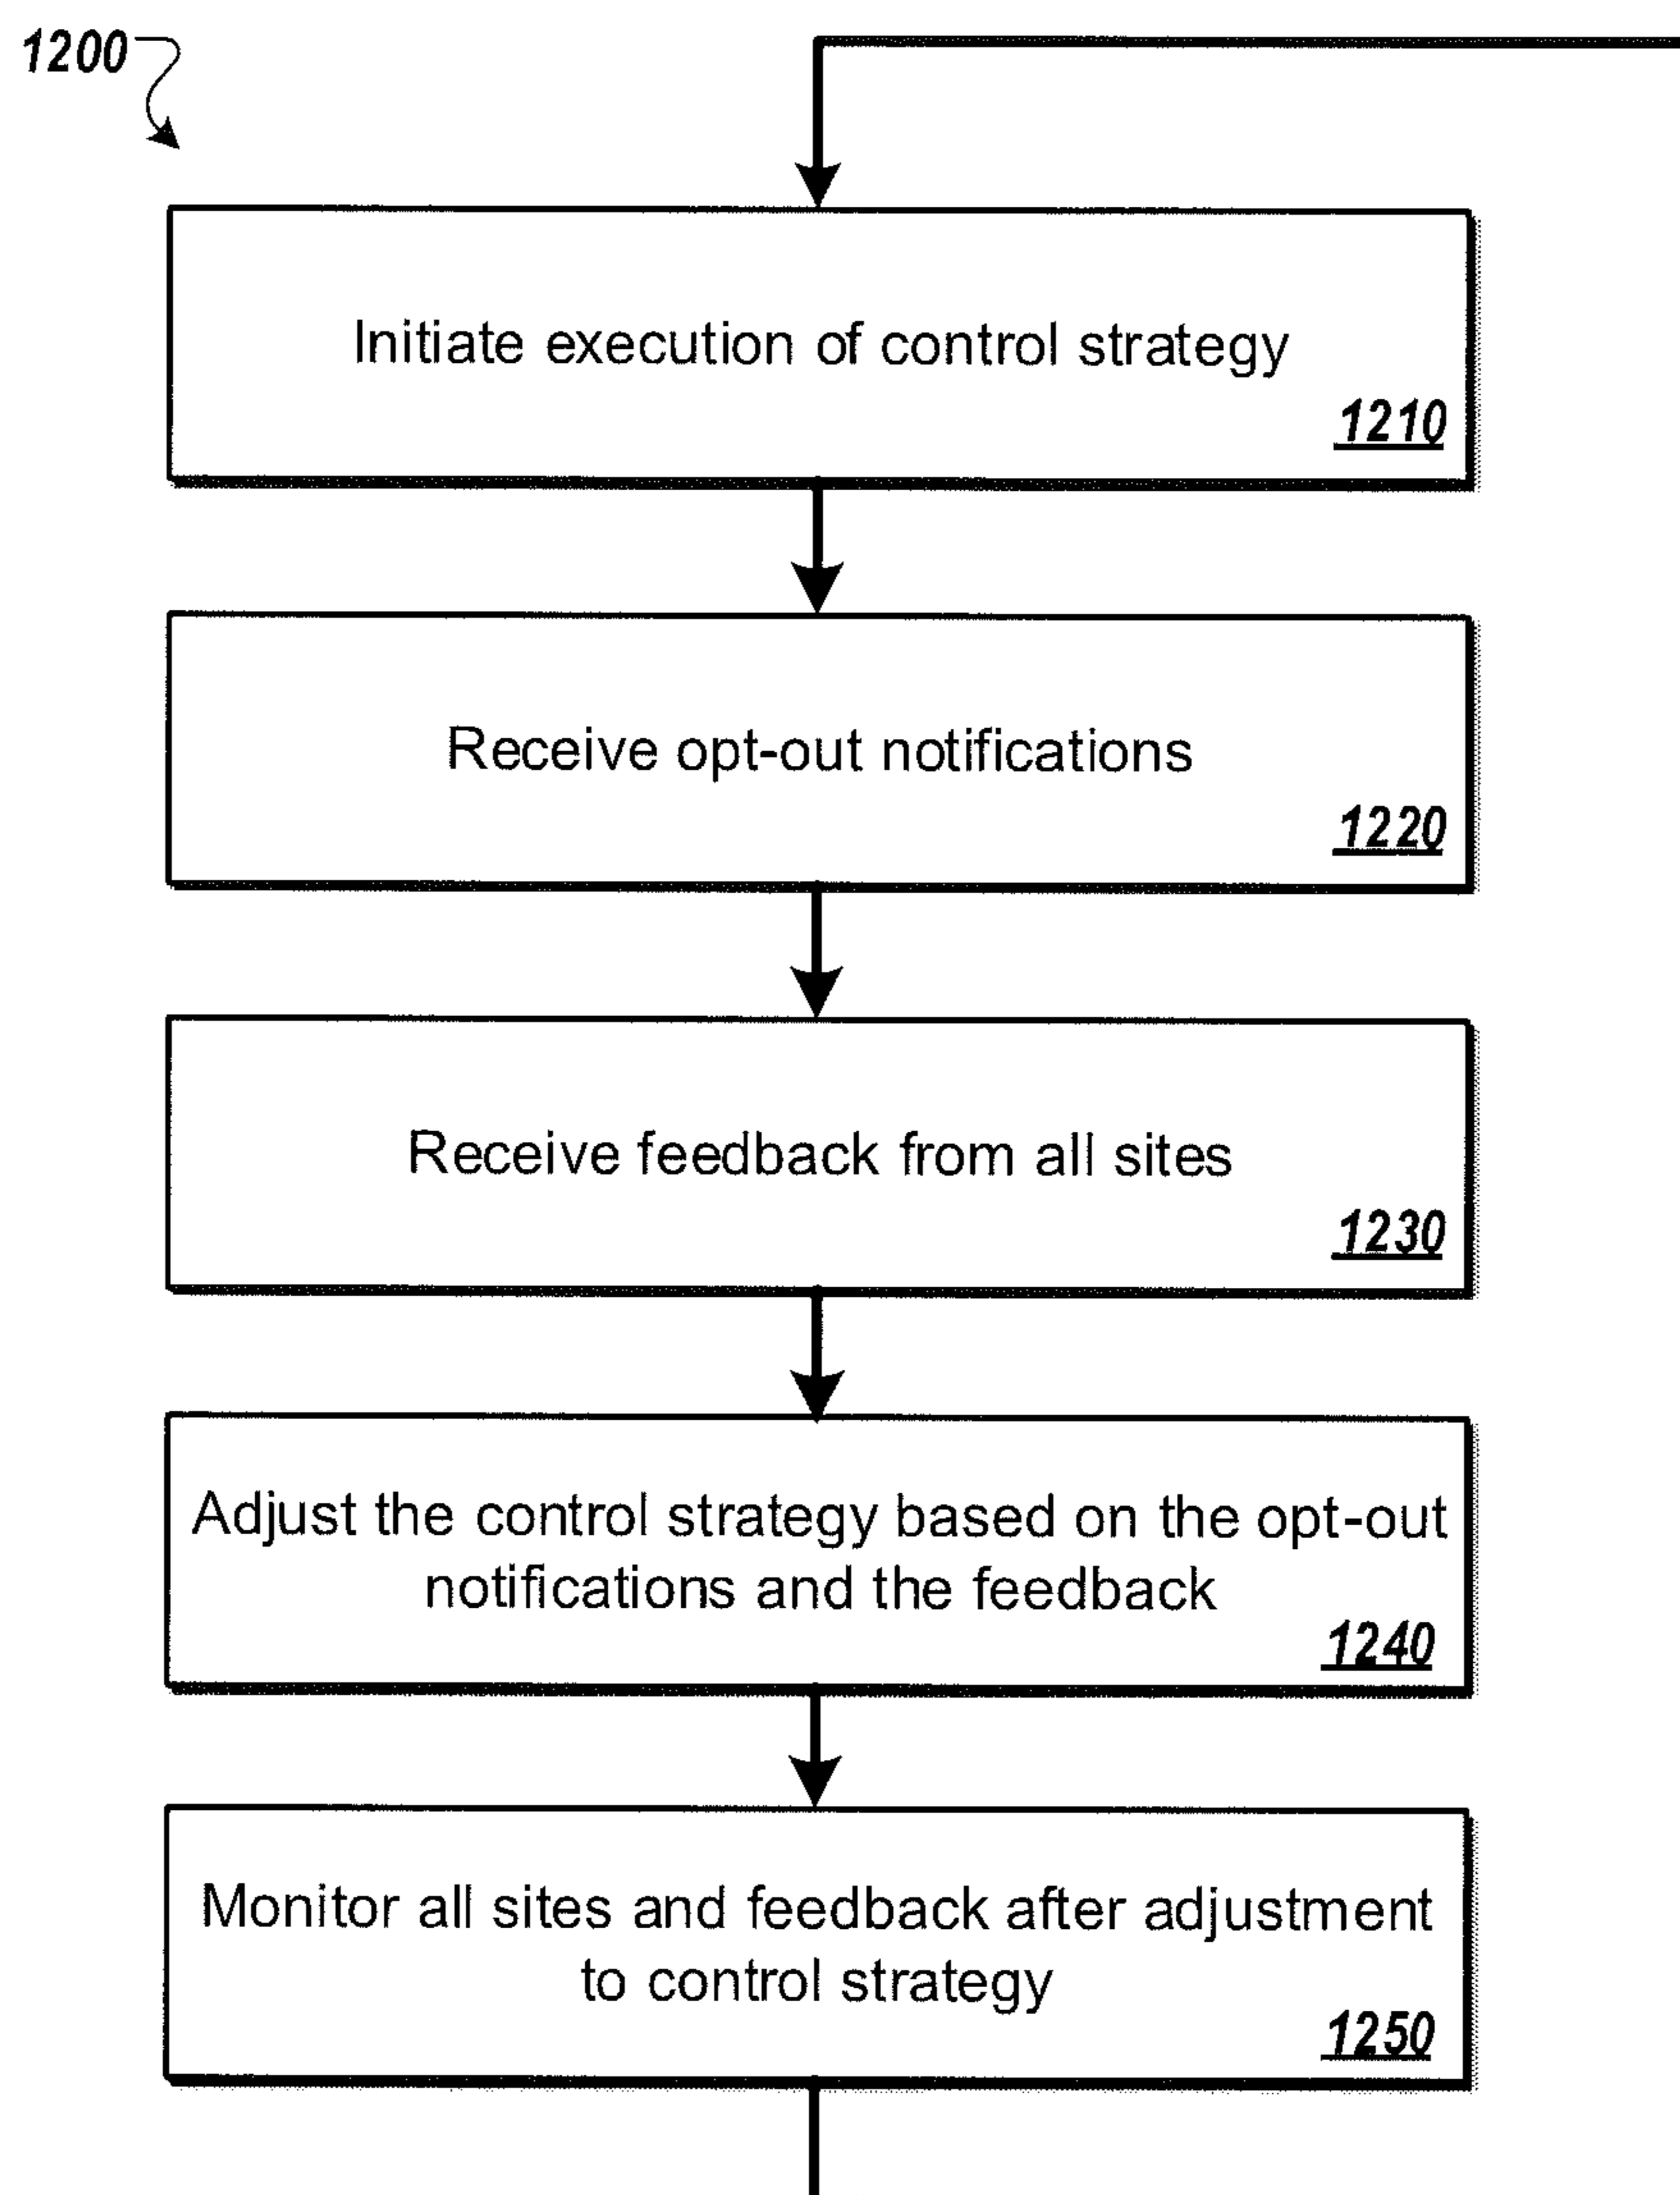 1200
Initiate execution of control strategy
1210
Receive opt-out notifications
1220
Receive feedback from all sites
1230
Adjust the control strategy based on the opt-out
notifications and the feedback
1240
Monitor all sites and feedback after adjustment
to control strategy
1250